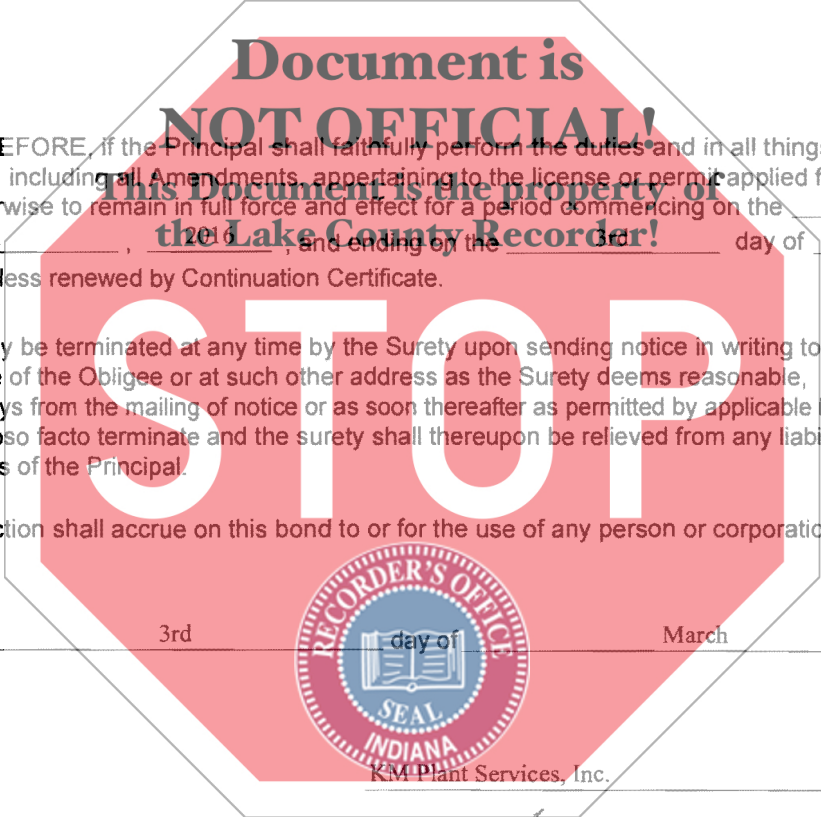 Document is
NOT OFFICIAL!
EFORE, if the Principal shall faithfully perform the duties and in all thing
This Document is the property of
including all Amendments, appertaining to the license or permit applied f
wise to remain in full force and effect for a period commencing on the
the Lake County Recorder!
, 2016 , and ending on the 3rd day of
ess renewed by Continuation Certificate.
STOP
y be terminated at any time by the Surety upon sending notice in writing to
of the Obligee or at such other address as the Surety deems reasonable,
ys from the mailing of notice or as soon thereafter as permitted by applicable
so facto terminate and the surety shall thereupon be relieved from any liabi
s of the Principal.
tion shall accrue on this bond to or for the use of any person or corporatio
RECORDER'S OFFICE
SEAL
INDIANA
3rd day of March
KM Plant Services, Inc.